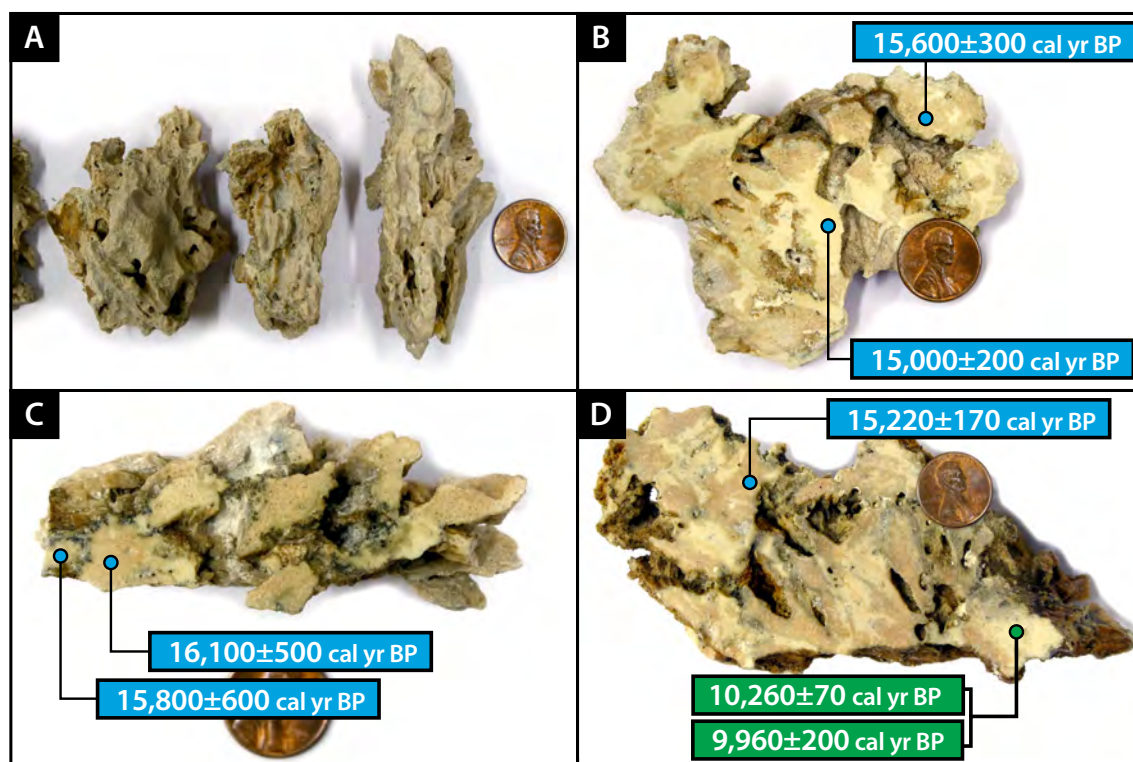 A
B
15,600±300 cal yr BP
15,000±200 cal yr BP
C
16,100±500 cal yr BP
15,800±600 cal yr BP
D
15,220±170 cal yr BP
10,260±70 cal yr BP
9,960±200 cal yr BP